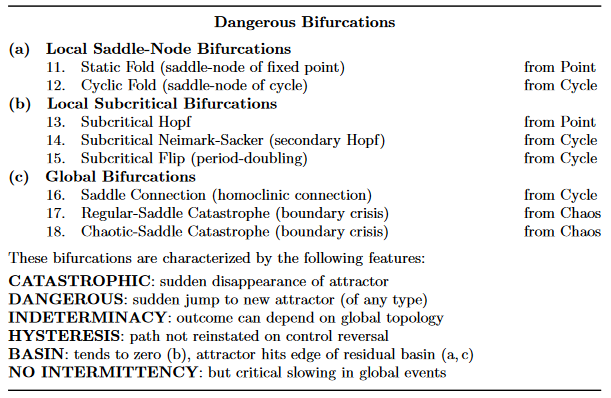 Dangerous Bifurcations
(a) Local Saddle-Node Bifurcations
11. Static Fold (saddle-node of fixed point) from Point
12. Cyclic Fold (saddle-node of cycle) from Cycle
(b) Local Subcritical Bifurcations
13. Subcritical Hopf from Point
14. Subcritical Neimark-Sacker (secondary Hopf) from Cycle
15. Subcritical Flip (period-doubling) from Cycle
(c) Global Bifurcations
16. Saddle Connection (homoclinic connection) from Cycle
17. Regular-Saddle Catastrophe (boundary crisis) from Chaos
18. Chaotic-Saddle Catastrophe (boundary crisis) from Chaos
These bifurcations are characterized by the following features:
CATASTROPHIC: sudden disappearance of attractor
DANGEROUS: sudden jump to new attractor (of any type)
INDETERMINACY: outcome can depend on global topology
HYSTERESIS: path not reinstated on control reversal
BASIN: tends to zero (b), attractor hits edge of residual basin (a, c)
NO INTERMITTENCY: but critical slowing in global events